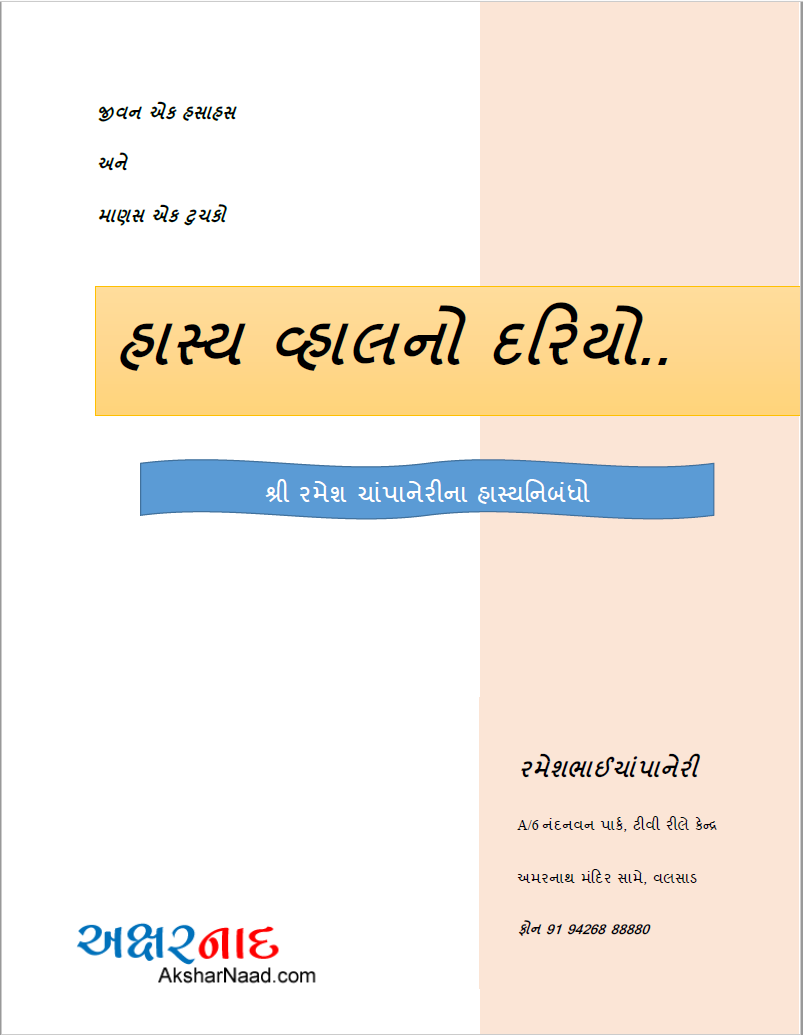 જીવન એક હસાહસ
અને
માણસ એક ટુચકો
હાસ્ય વ્હાલનો દરિયો..
શ્રી રમેશ ચાંપાનેરીના હાસ્યનિબંધો
રમેશભાઈચાંપાનેરી
A/6 નંદનવન પાર્ક, ટીવી રીલે કેન્દ્ર
અમરનાથ મંદિર સામે, વલસાડ
ફોન 91 94268 88880
અક્ષરનાદ
AksharNaad.com